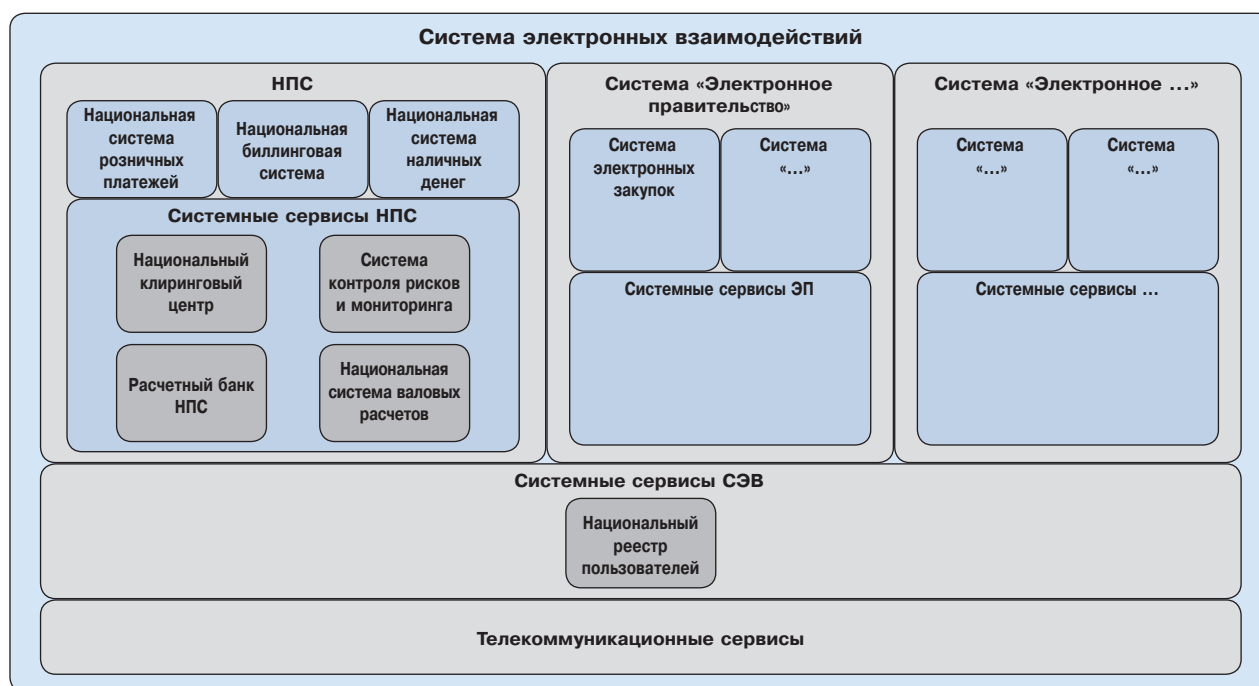 Система электронных взаимодействий
НПС
Национальная
система
розничных
платежей
Национальная
биллинговая
система
Национальная
система
наличных
денег
Системные сервисы НПС
Национальный
клиринговый
центр
Система
контроля рисков
и мониторинга
Расчетный банк
НПС
Национальная
система валовых
расчетов
Система «Электронное
правительство»
Система
электронных
закупок
Система
«...»
Системные сервисы ЭП
Система «Электронное ...»
Система
«...»
Система
«...»
Системные сервисы ...
Системные сервисы СЭВ
Национальный
реестр
пользователей
Телекоммуникационные сервисы